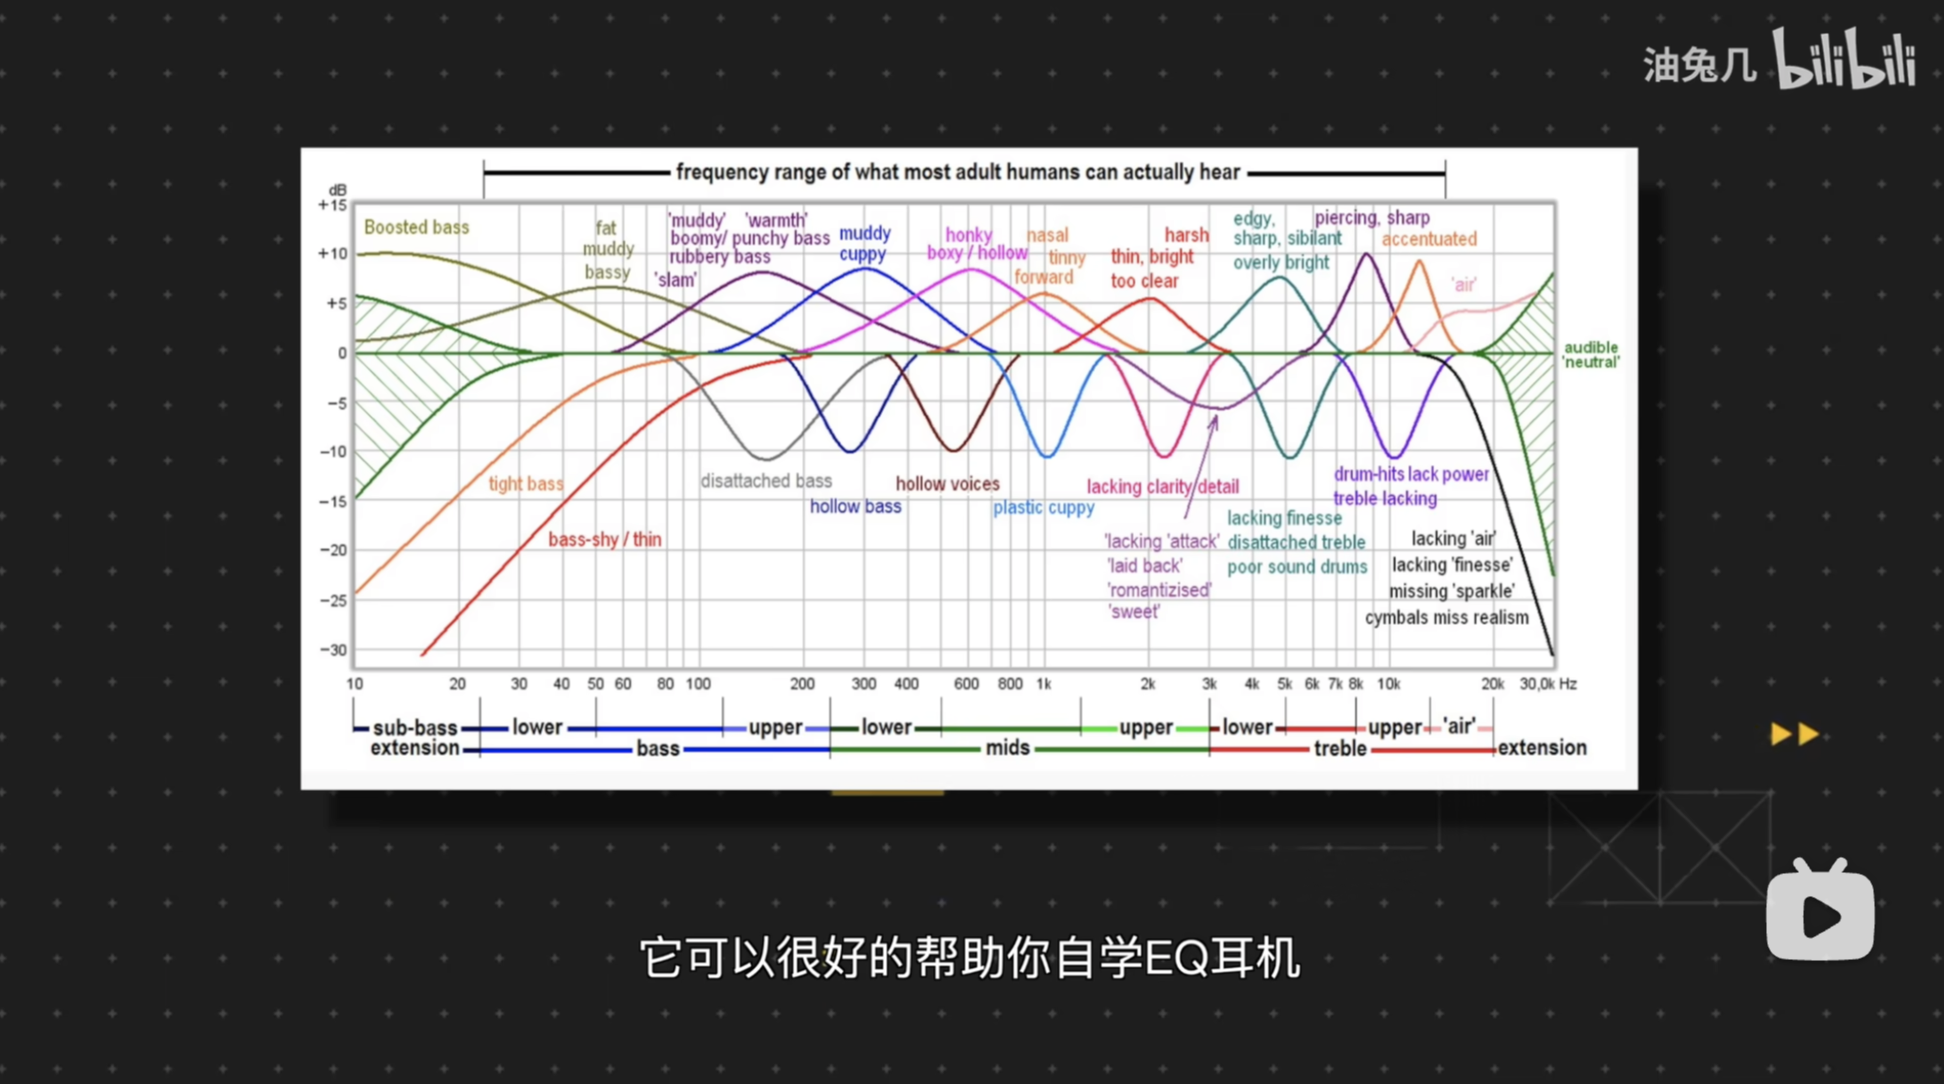 油兔几 bilibili
frequency range of what most adult humans can actually hear
dB
+15
+10
+5
0
−5
−10
−15
−20
−25
−30
Boosted bass
fat
muddy
bassy
'muddy' 'warmth'
boomy/ punchy bass
rubbery bass
'slam'
muddy
cuppy
honky
boxy / hollow
nasal
tinny
forward
harsh
thin, bright
too clear
edgy,
sharp, sibilant
overly bright
piercing, sharp
accentuated
'air'
audible
'neutral'
tight bass
bass-shy / thin
disattached bass
hollow bass
hollow voices
plastic cuppy
lacking clarity/detail
'lacking 'attack'
'laid back'
'romantizised'
'sweet'
lacking finesse
disattached treble
poor sound drums
drum-hits lack power
treble lacking
lacking 'air'
lacking 'finesse'
missing 'sparkle'
cymbals miss realism
10 20 30 40 50 60 80 100 200 300 400 600 800 1k 2k 3k 4k 5k 6k 7k 8k 10k 20k 30,0k Hz
sub-bass lower upper lower upper lower upper 'air'
extension bass mids treble extension
它可以很好的帮助你自学EQ耳机